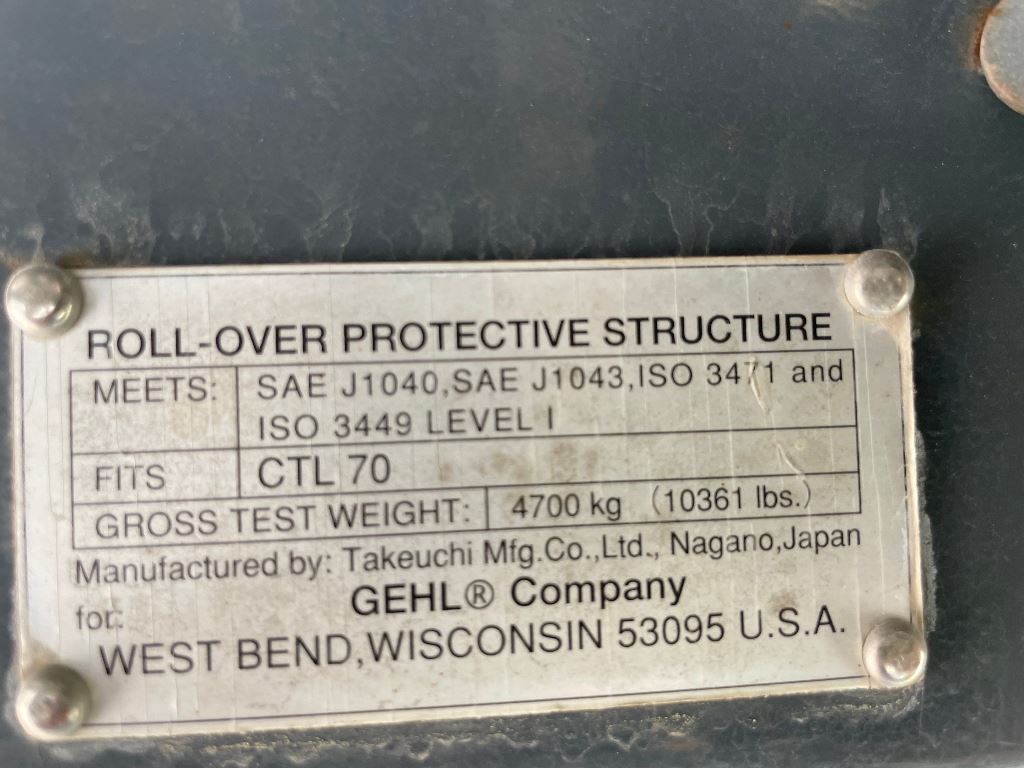 ROLL-OVER PROTECTIVE STRUCTURE
MEETS: SAE J1040,SAE J1043,ISO 3471 and
ISO 3449 LEVEL I
FITS CTL 70
GROSS TEST WEIGHT: 4700 kg (10361 lbs.)
Manufactured by: Takeuchi Mfg.Co.,Ltd., Nagano,Japan
for: GEHL® Company
WEST BEND,WISCONSIN 53095 U.S.A.